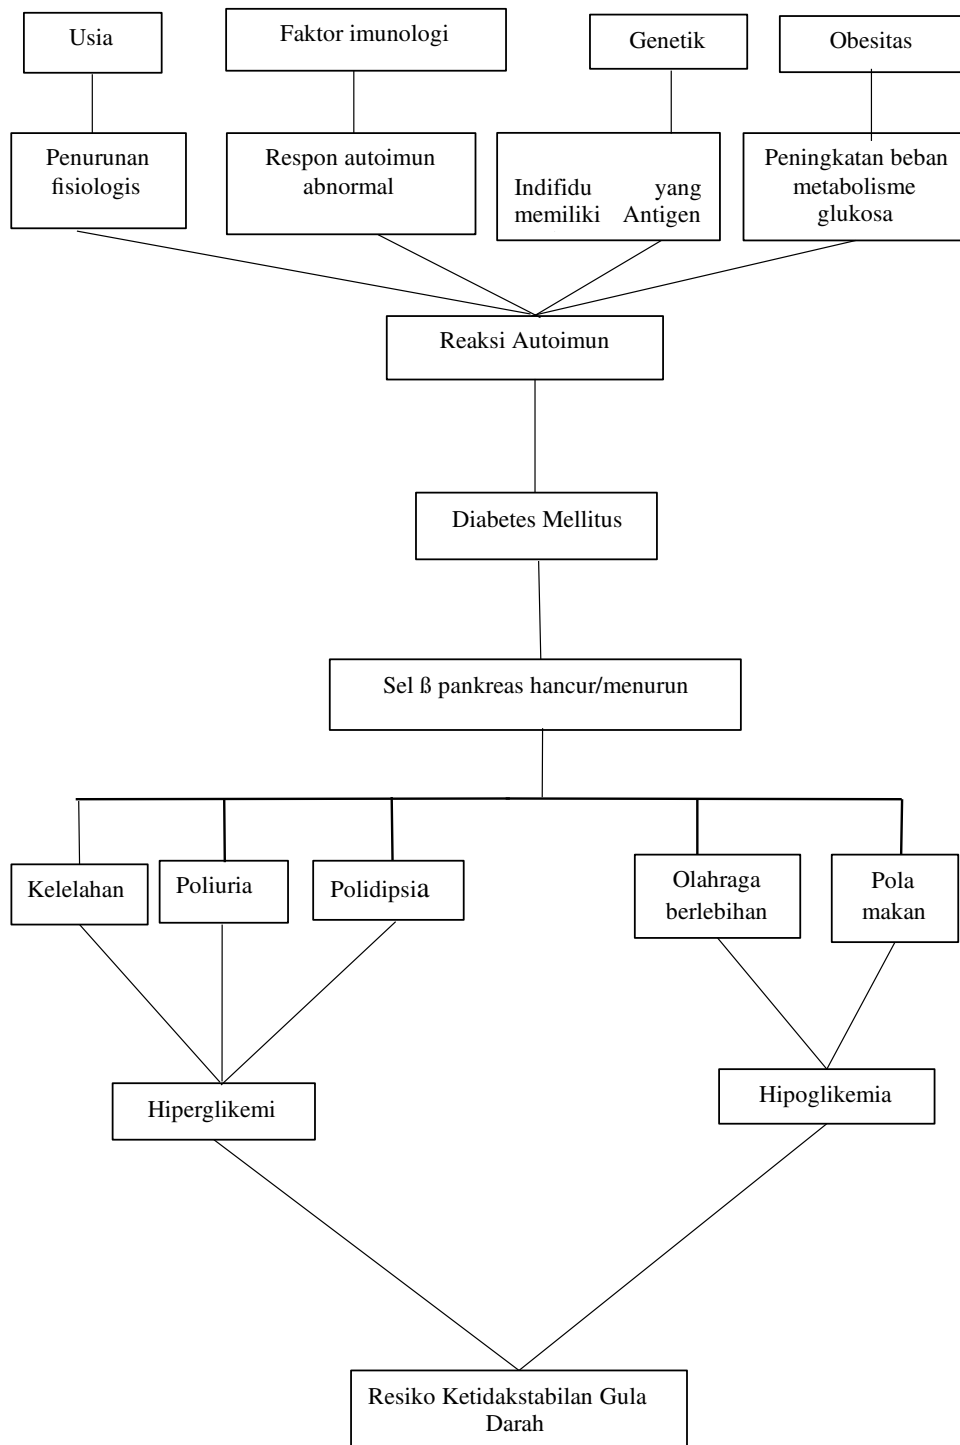 Usia
Faktor imunologi
Genetik
Obesitas
Penurunan
fisiologis
Respon autoimun
abnormal
Indifidu yang
memiliki Antigen
Peningkatan beban
metabolisme
glukosa
Reaksi Autoimun
Diabetes Mellitus
Sel ß pankreas hancur/menurun
Kelelahan
Poliuria
Polidipsia
Olahraga
berlebihan
Pola
makan
Hiperglikemi
Hipoglikemia
Resiko Ketidakstabilan Gula
Darah